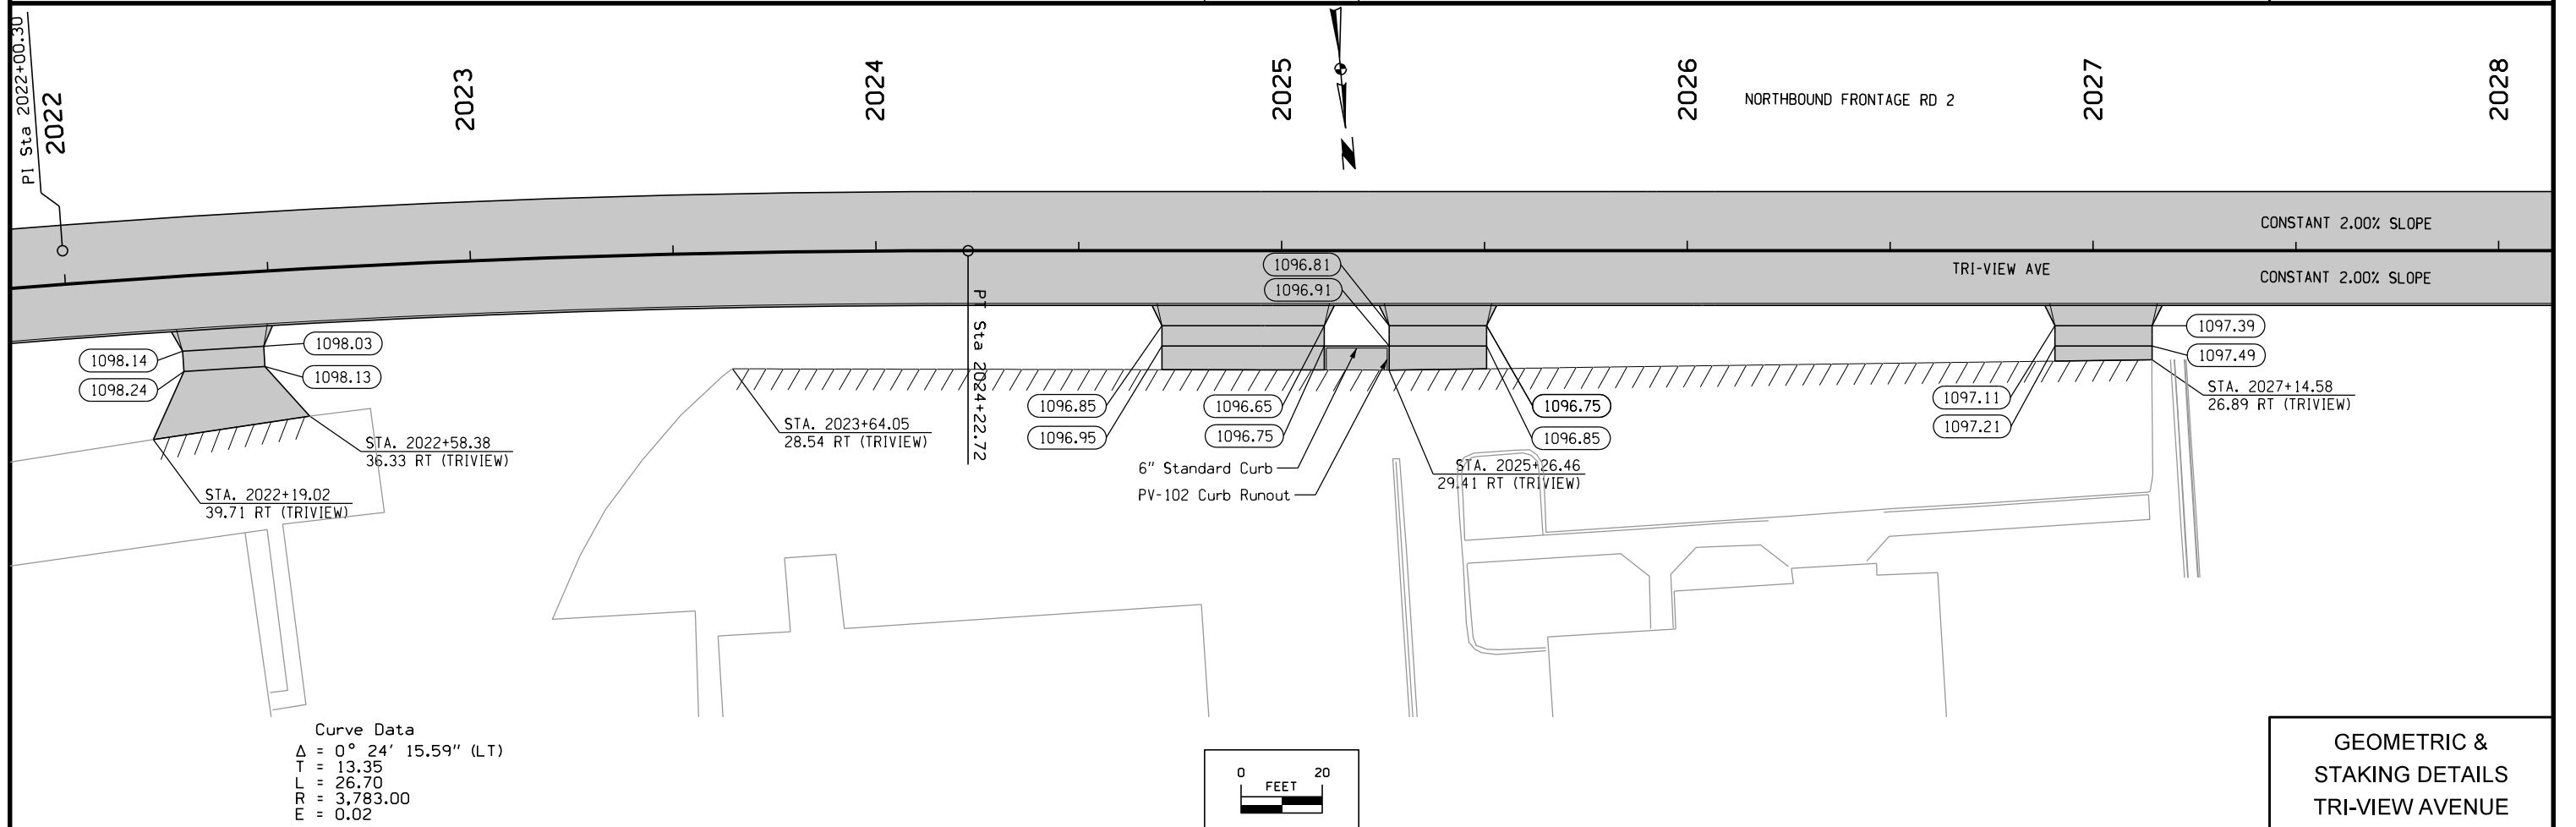 PI Sta 2022+00.30
2022
2023
2024
2025
2026
NORTHBOUND FRONTAGE RD 2
2027
2028
CONSTANT 2.00% SLOPE
TRI-VIEW AVE
CONSTANT 2.00% SLOPE
1096.81
1096.91
PT Sta 2024+22.72
1098.14
1098.24
1098.03
1098.13
STA. 2022+58.38
36.33 RT (TRIVIEW)
STA. 2022+19.02
39.71 RT (TRIVIEW)
STA. 2023+64.05
28.54 RT (TRIVIEW)
1096.85
1096.95
1096.65
1096.75
1096.75
1096.85
6" Standard Curb
PV-102 Curb Runout
STA. 2025+26.46
29.41 RT (TRIVIEW)
1097.11
1097.21
1097.39
1097.49
STA. 2027+14.58
26.89 RT (TRIVIEW)
Curve Data
Δ = 0° 24' 15.59" (LT)
T = 13.35
L = 26.70
R = 3,783.00
E = 0.02
0 20
FEET
GEOMETRIC &
STAKING DETAILS
TRI-VIEW AVENUE
N